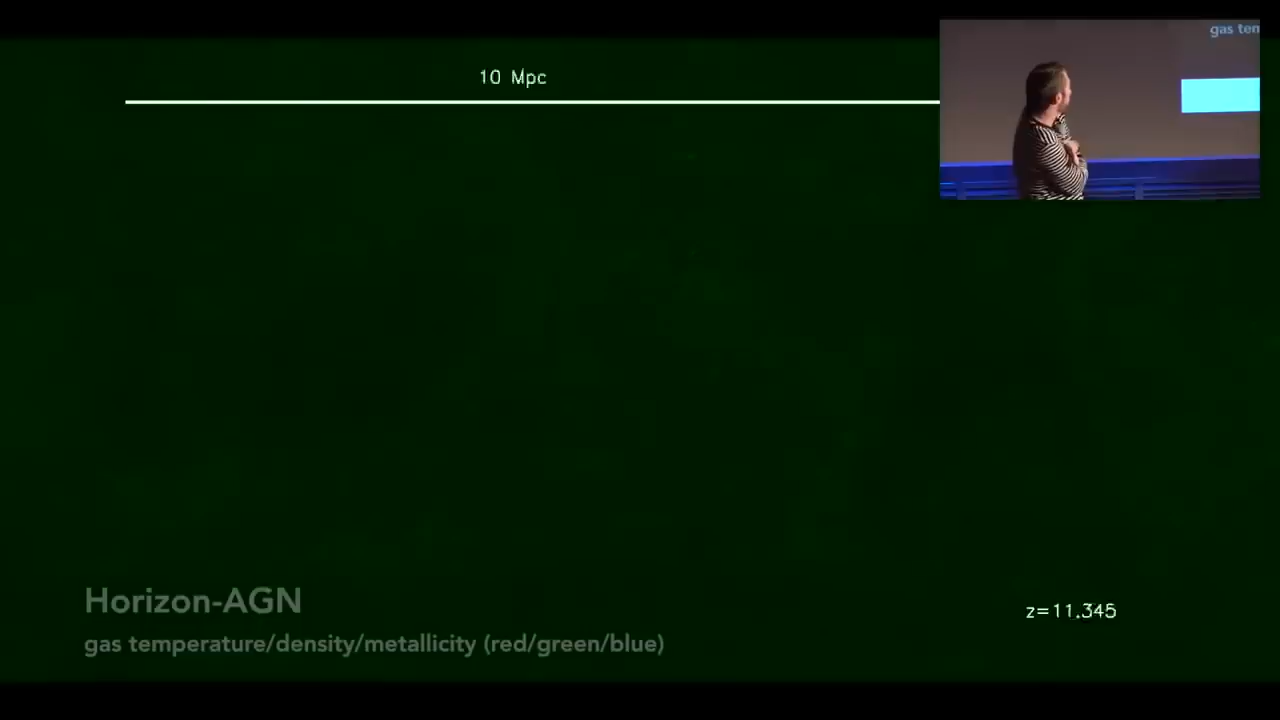 gas ten
10 Mpc
Horizon-AGN
z=11.345
gas temperature/density/metallicity (red/green/blue)